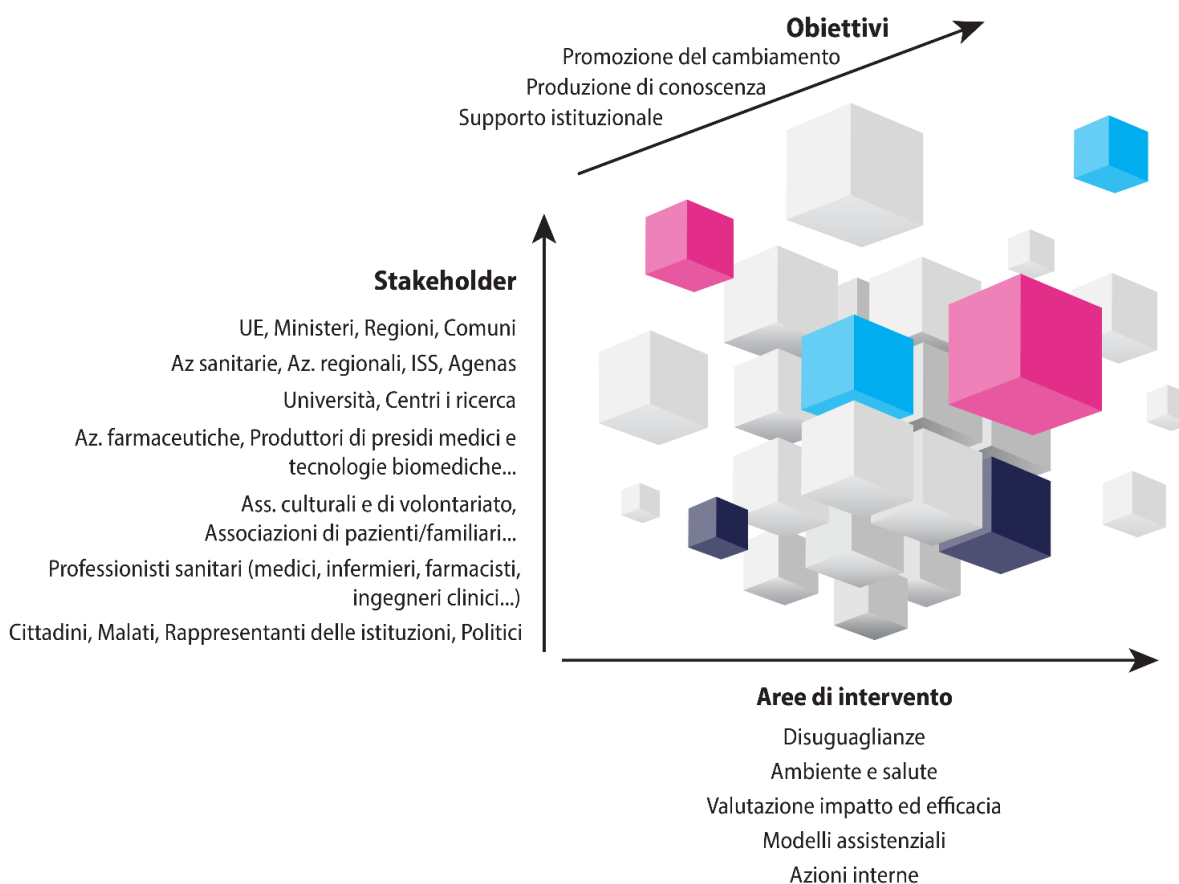 Obiettivi
Promozione del cambiamento
Produzione di conoscenza
Supporto istituzionale
Stakeholder
UE, Ministeri, Regioni, Comuni
Az sanitarie, Az. regionali, ISS, Agenas
Università, Centri i ricerca
Az. farmaceutiche, Produttori di presidi medici e
tecnologie biomediche...
Ass. culturali e di volontariato,
Associazioni di pazienti/familiari...
Professionisti sanitari (medici, infermieri, farmacisti,
ingegneri clinici...)
Cittadini, Malati, Rappresentanti delle istituzioni, Politici
Aree di intervento
Disuguaglianze
Ambiente e salute
Valutazione impatto ed efficacia
Modelli assistenziali
Azioni interne